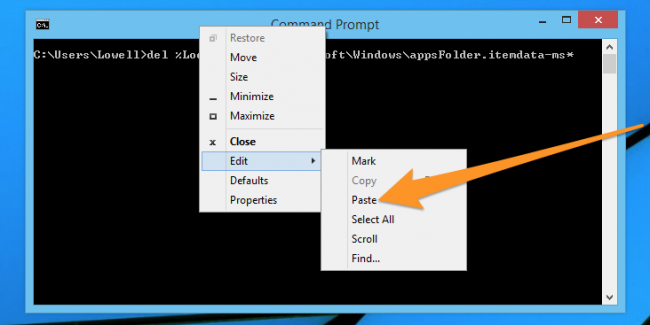 Command Prompt
C:\Users\Lowell>del %Lo oft\Windows\appsFolder.itemdata-ms*
Restore
Move
Size
Minimize
Maximize
Close
Edit
Defaults
Properties
Mark
Copy
Paste
Select All
Scroll
Find...